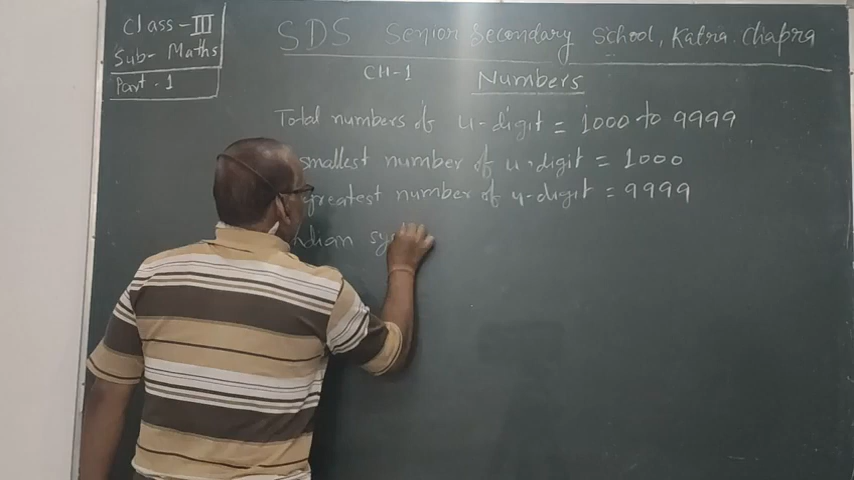 Class - III
Sub- Maths
Part - 1
SDS Senior Secondary School, Katra Chapra
CH-1 Numbers
Total numbers of 4-digit = 1000 to 9999
smallest number of 4-digit = 1000
greatest number of 4-digit = 9999